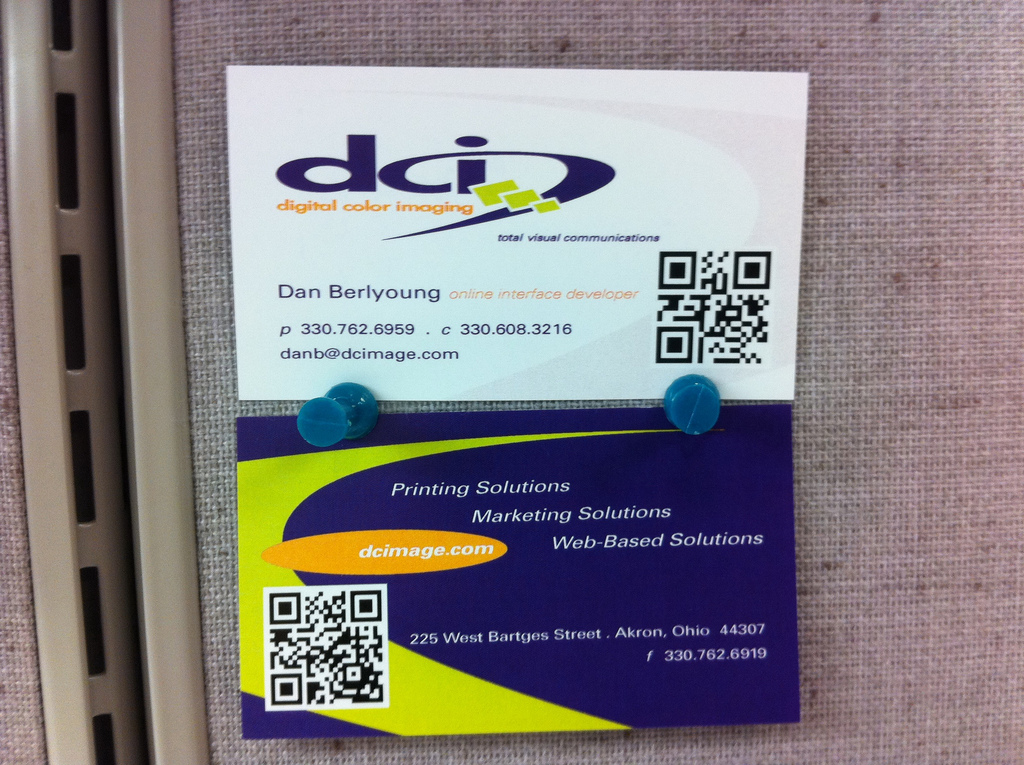 dci
digital color imaging
total visual communications
Dan Berlyoung online interface developer
p 330.762.6959 . c 330.608.3216
danb@dcimage.com
Printing Solutions
Marketing Solutions
Web-Based Solutions
dcimage.com
225 West Bartges Street . Akron, Ohio 44307
f 330.762.6919